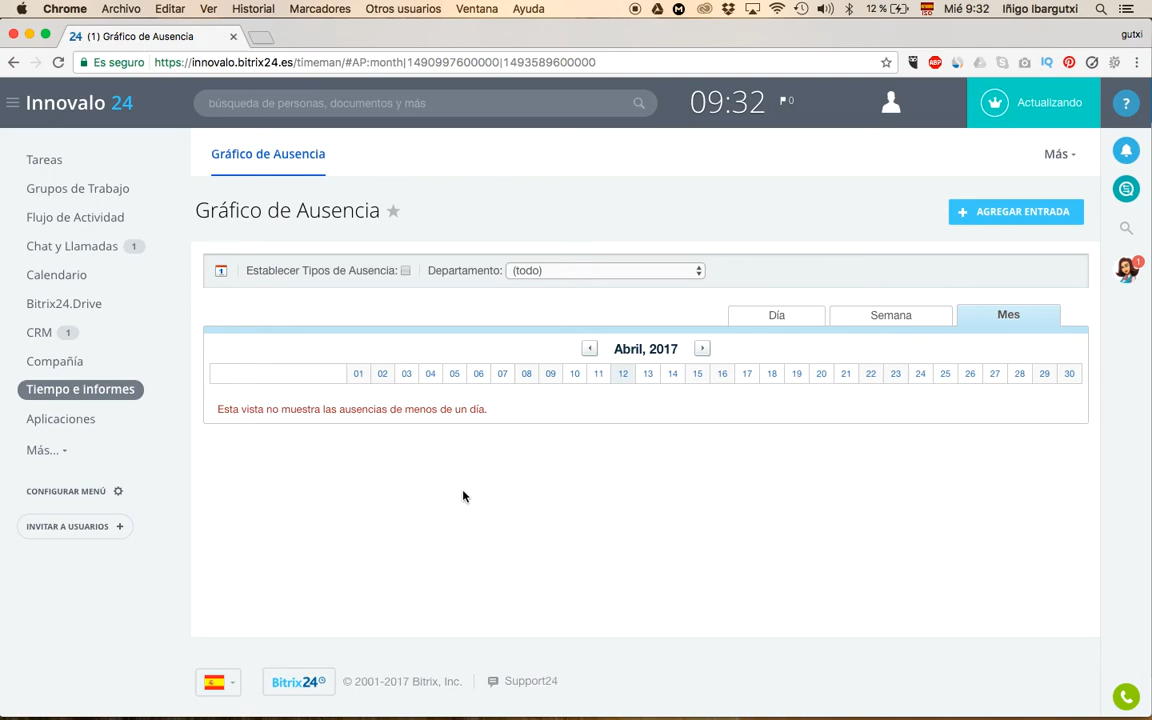 Chrome Archivo Editar Ver Historial Marcadores Otros usuarios Ventana Ayuda 12 % Mié 9:32 Iñigo Ibargutxi
24 (1) Gráfico de Ausencia gutxi
Es seguro https://innovalo.bitrix24.es/timeman/#AP:month|1490997600000|1493589600000
Innovalo 24 búsqueda de personas, documentos y más 09:32 0 Actualizando ?
Tareas
Grupos de Trabajo
Flujo de Actividad
Chat y Llamadas 1
Calendario
Bitrix24.Drive
CRM 1
Compañía
Tiempo e informes
Aplicaciones
Más...
CONFIGURAR MENÚ
INVITAR A USUARIOS +
Gráfico de Ausencia Más
Gráfico de Ausencia + AGREGAR ENTRADA
1 Establecer Tipos de Ausencia: Departamento: (todo)
Día Semana Mes
Abril, 2017
01 02 03 04 05 06 07 08 09 10 11 12 13 14 15 16 17 18 19 20 21 22 23 24 25 26 27 28 29 30
Esta vista no muestra las ausencias de menos de un día.
Bitrix24 © 2001-2017 Bitrix, Inc. Support24
1